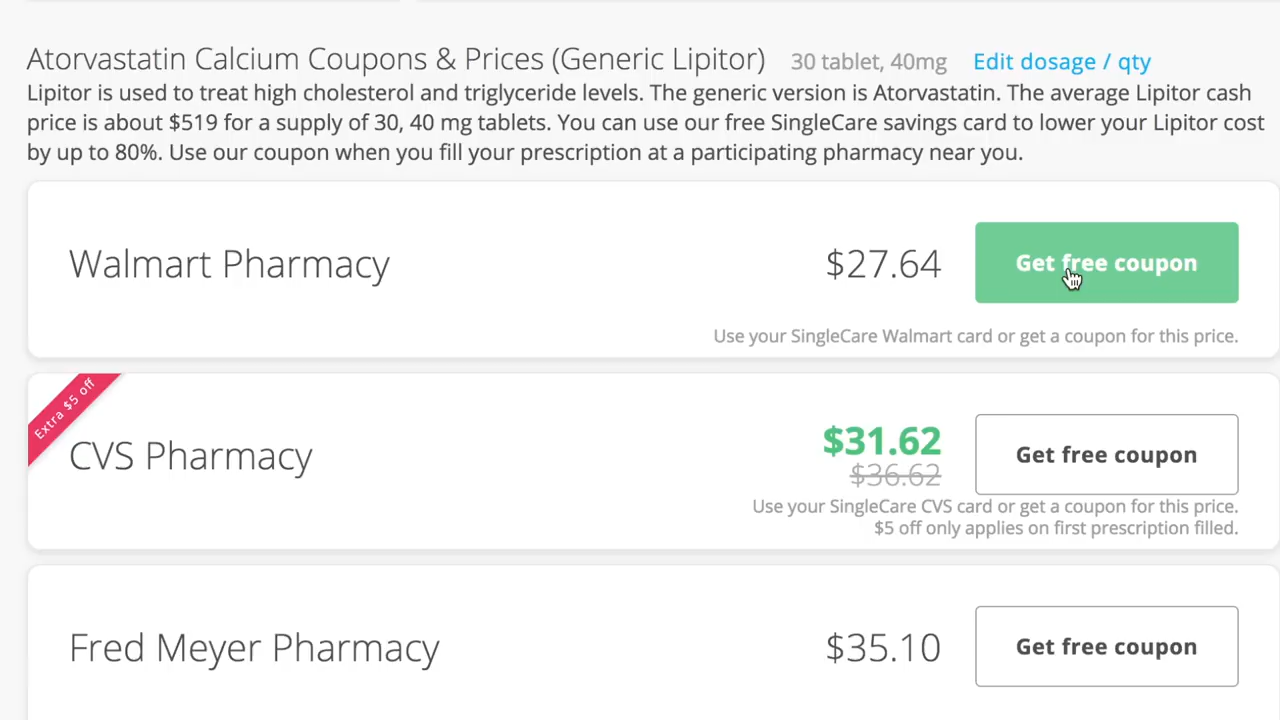 Atorvastatin Calcium Coupons & Prices (Generic Lipitor) 30 tablet, 40mg Edit dosage / qty
Lipitor is used to treat high cholesterol and triglyceride levels. The generic version is Atorvastatin. The average Lipitor cash
price is about $519 for a supply of 30, 40 mg tablets. You can use our free SingleCare savings card to lower your Lipitor cost
by up to 80%. Use our coupon when you fill your prescription at a participating pharmacy near you.
Walmart Pharmacy $27.64 Get free coupon
Use your SingleCare Walmart card or get a coupon for this price.
Extra $5 off
CVS Pharmacy $31.62 Get free coupon
$36.62
Use your SingleCare CVS card or get a coupon for this price.
$5 off only applies on first prescription filled.
Fred Meyer Pharmacy $35.10 Get free coupon